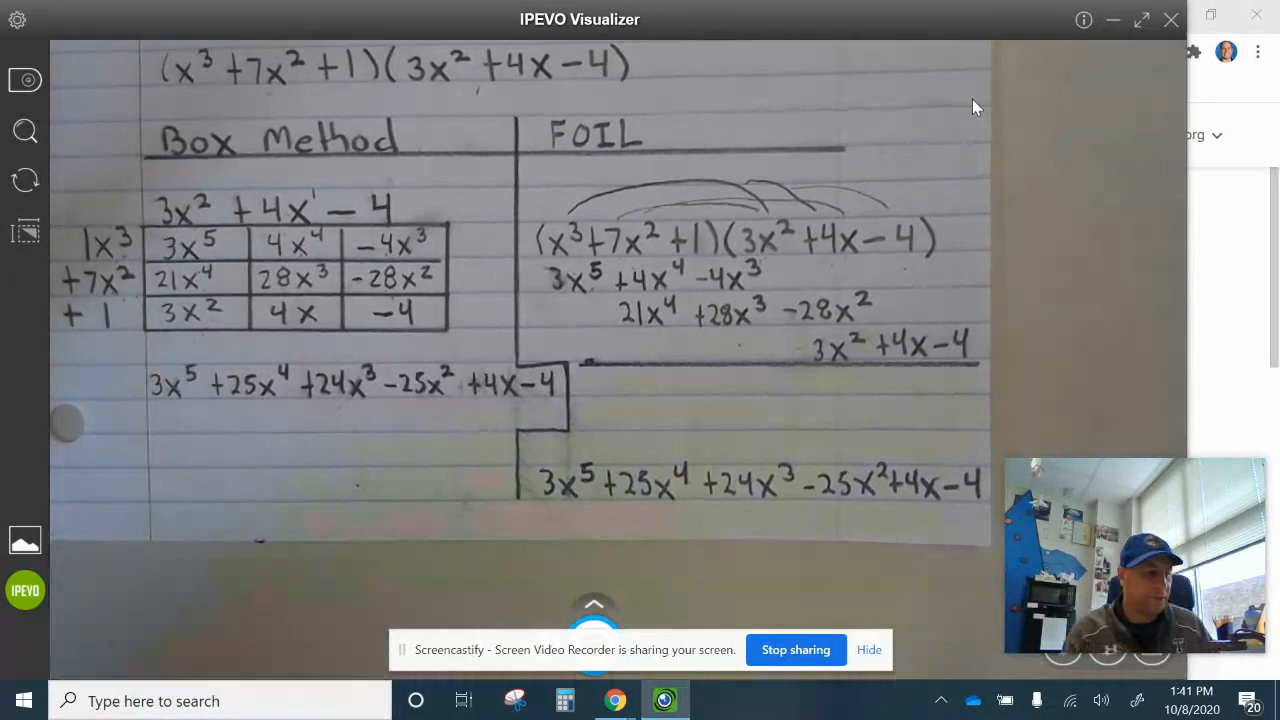 IPEVO Visualizer
(x³ +7x² +1)(3x² +4x -4)
Box Method
3x² +4x¹ -4
1x³ 3x⁵ 4x⁴ -4x³
+7x² 21x⁴ 28x³ -28x²
+ 1 3x² 4x -4
3x⁵ +25x⁴ +24x³ -25x² +4x-4
FOIL
(x³+7x²+1)(3x²+4x-4)
3x⁵ +4x⁴ -4x³
21x⁴ +28x³ -28x²
3x² +4x-4
3x⁵+25x⁴ +24x³ -25x²+4x-4
org
IPEVO
Screencastify - Screen Video Recorder is sharing your screen.
Stop sharing
Hide
Type here to search
1:41 PM
10/8/2020
20